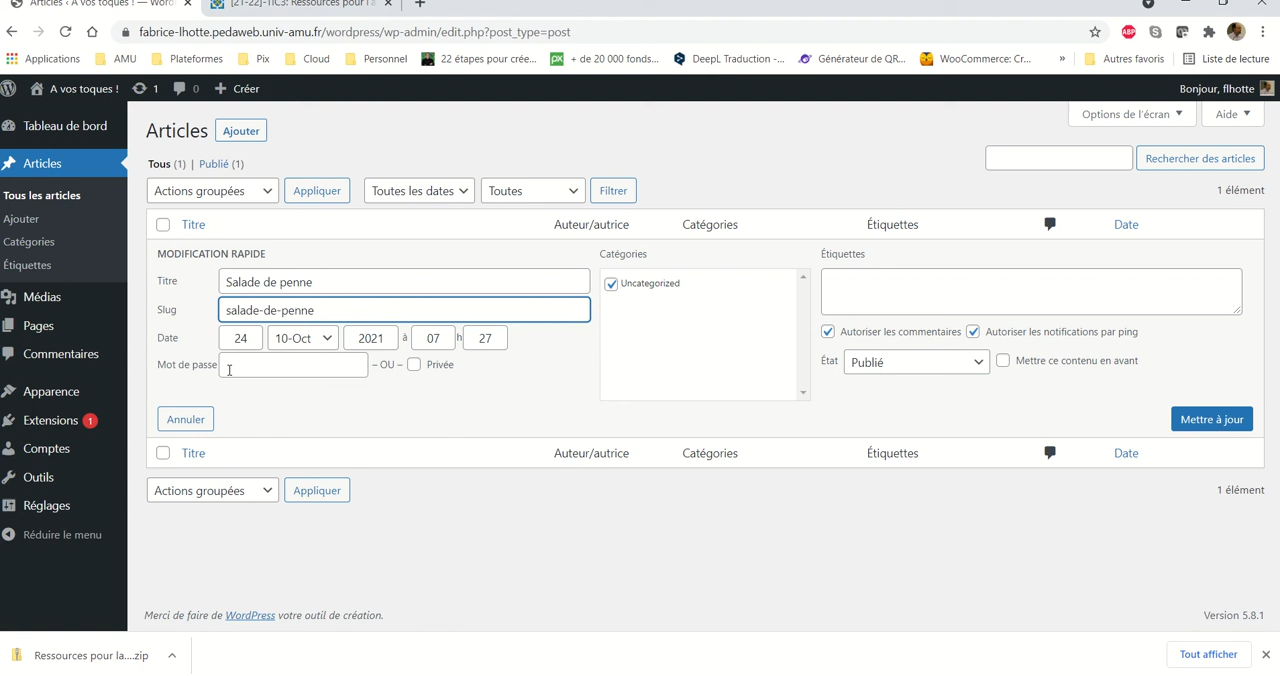 Articles ‹ A vos toques ! — Word
[21-22]-TIC3: Ressources pour l'a
fabrice-lhotte.pedaweb.univ-amu.fr/wordpress/wp-admin/edit.php?post_type=post
ABP
Applications AMU Plateformes Pix Cloud Personnel 22 étapes pour crée... + de 20 000 fonds... DeepL Traduction -... Générateur de QR... WooCommerce: Cr... » Autres favoris Liste de lecture
A vos toques ! 1 0 Créer Bonjour, flhotte
Tableau de bord
Articles
Tous les articles
Ajouter
Catégories
Étiquettes
Médias
Pages
Commentaires
Apparence
Extensions 1
Comptes
Outils
Réglages
Réduire le menu
Options de l'écran Aide
Articles Ajouter
Tous (1) | Publié (1)
Rechercher des articles
Actions groupées Appliquer Toutes les dates Toutes Filtrer 1 élément
Titre Auteur/autrice Catégories Étiquettes Date
MODIFICATION RAPIDE Catégories Étiquettes
Titre Salade de penne Uncategorized
Slug salade-de-penne
Date 24 10-Oct 2021 à 07 h 27 Autoriser les commentaires Autoriser les notifications par ping
Mot de passe – OU – Privée État Publié Mettre ce contenu en avant
Annuler Mettre à jour
Titre Auteur/autrice Catégories Étiquettes Date
Actions groupées Appliquer 1 élément
Merci de faire de WordPress votre outil de création. Version 5.8.1
Ressources pour la....zip Tout afficher